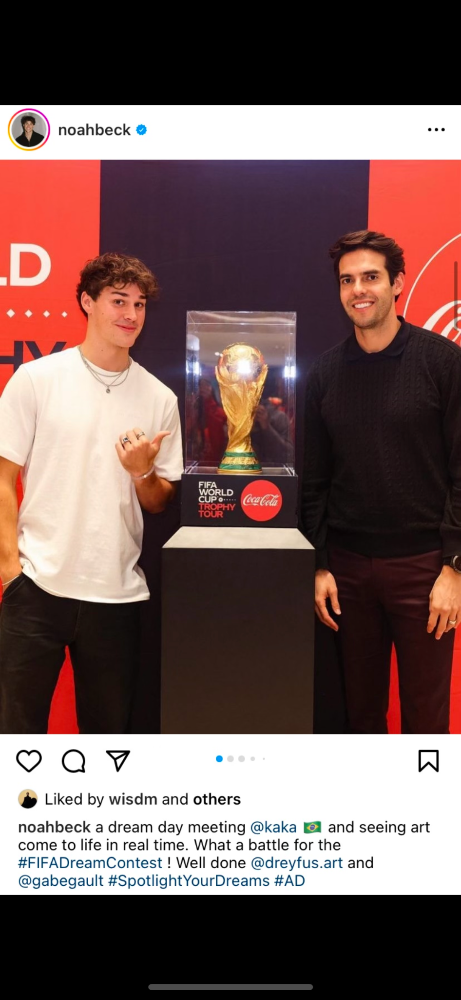 noahbeck
LD
HY
FIFA
WORLD
CUP
TROPHY
TOUR
Coca-Cola
Liked by wisdm and others
noahbeck a dream day meeting @kaka 🇧🇷 and seeing art
come to life in real time. What a battle for the
#FIFADreamContest ! Well done @dreyfus.art and
@gabegault #SpotlightYourDreams #AD